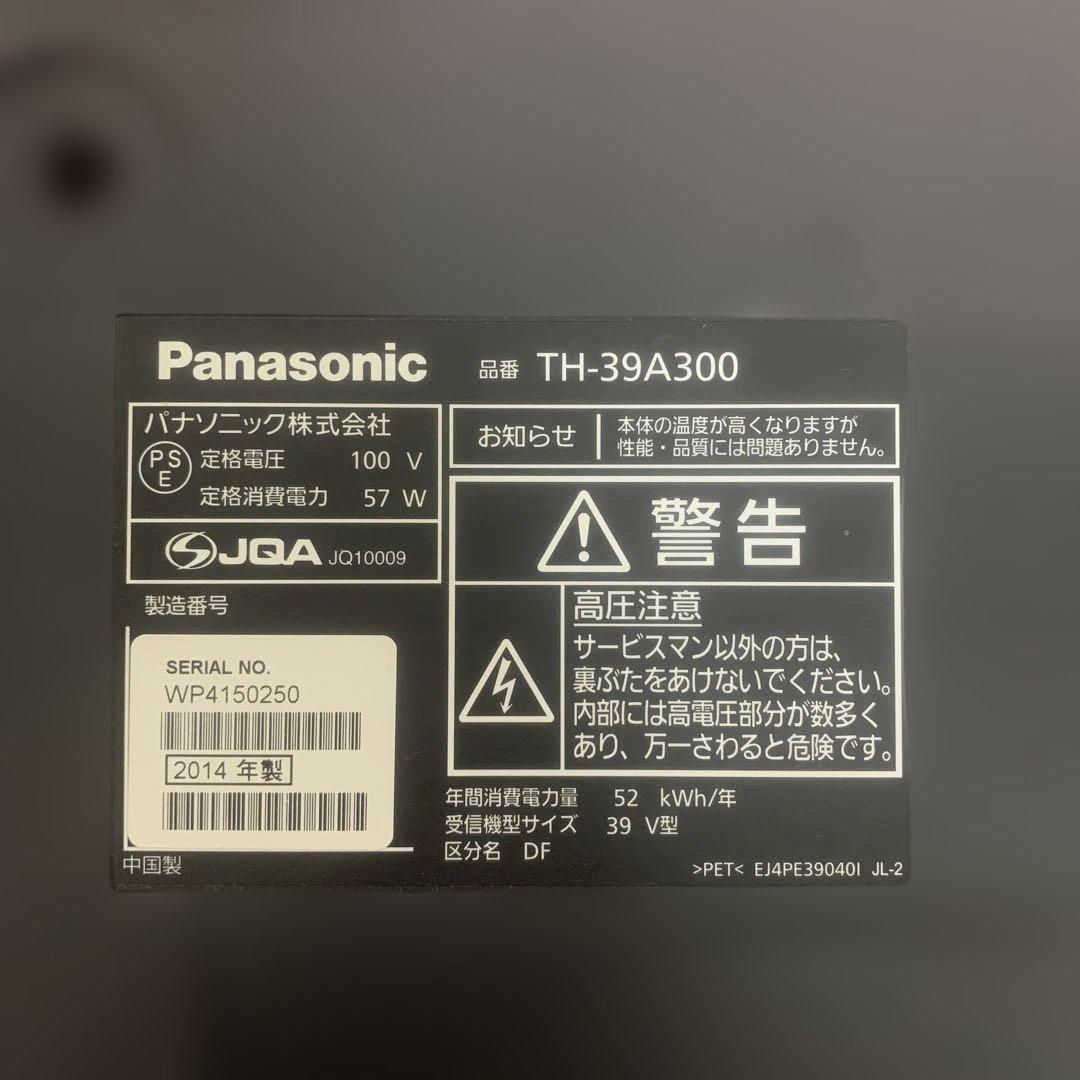 Panasonic 品番 TH-39A300
パナソニック株式会社
PS
E
定格電圧 100 V
定格消費電力 57 W
JQA JQ10009
製造番号
SERIAL NO.
WP4150250
2014 年製
中国製
お知らせ
本体の温度が高くなりますが
性能・品質には問題ありません。
警告
高圧注意
サービスマン以外の方は、
裏ぶたをあけないでください。
内部には高電圧部分が数多く
あり、万一さわると危険です。
年間消費電力量 52 kWh/年
受信機型サイズ 39 V型
区分名 DF
>PET< EJ4PE39040I JL-2